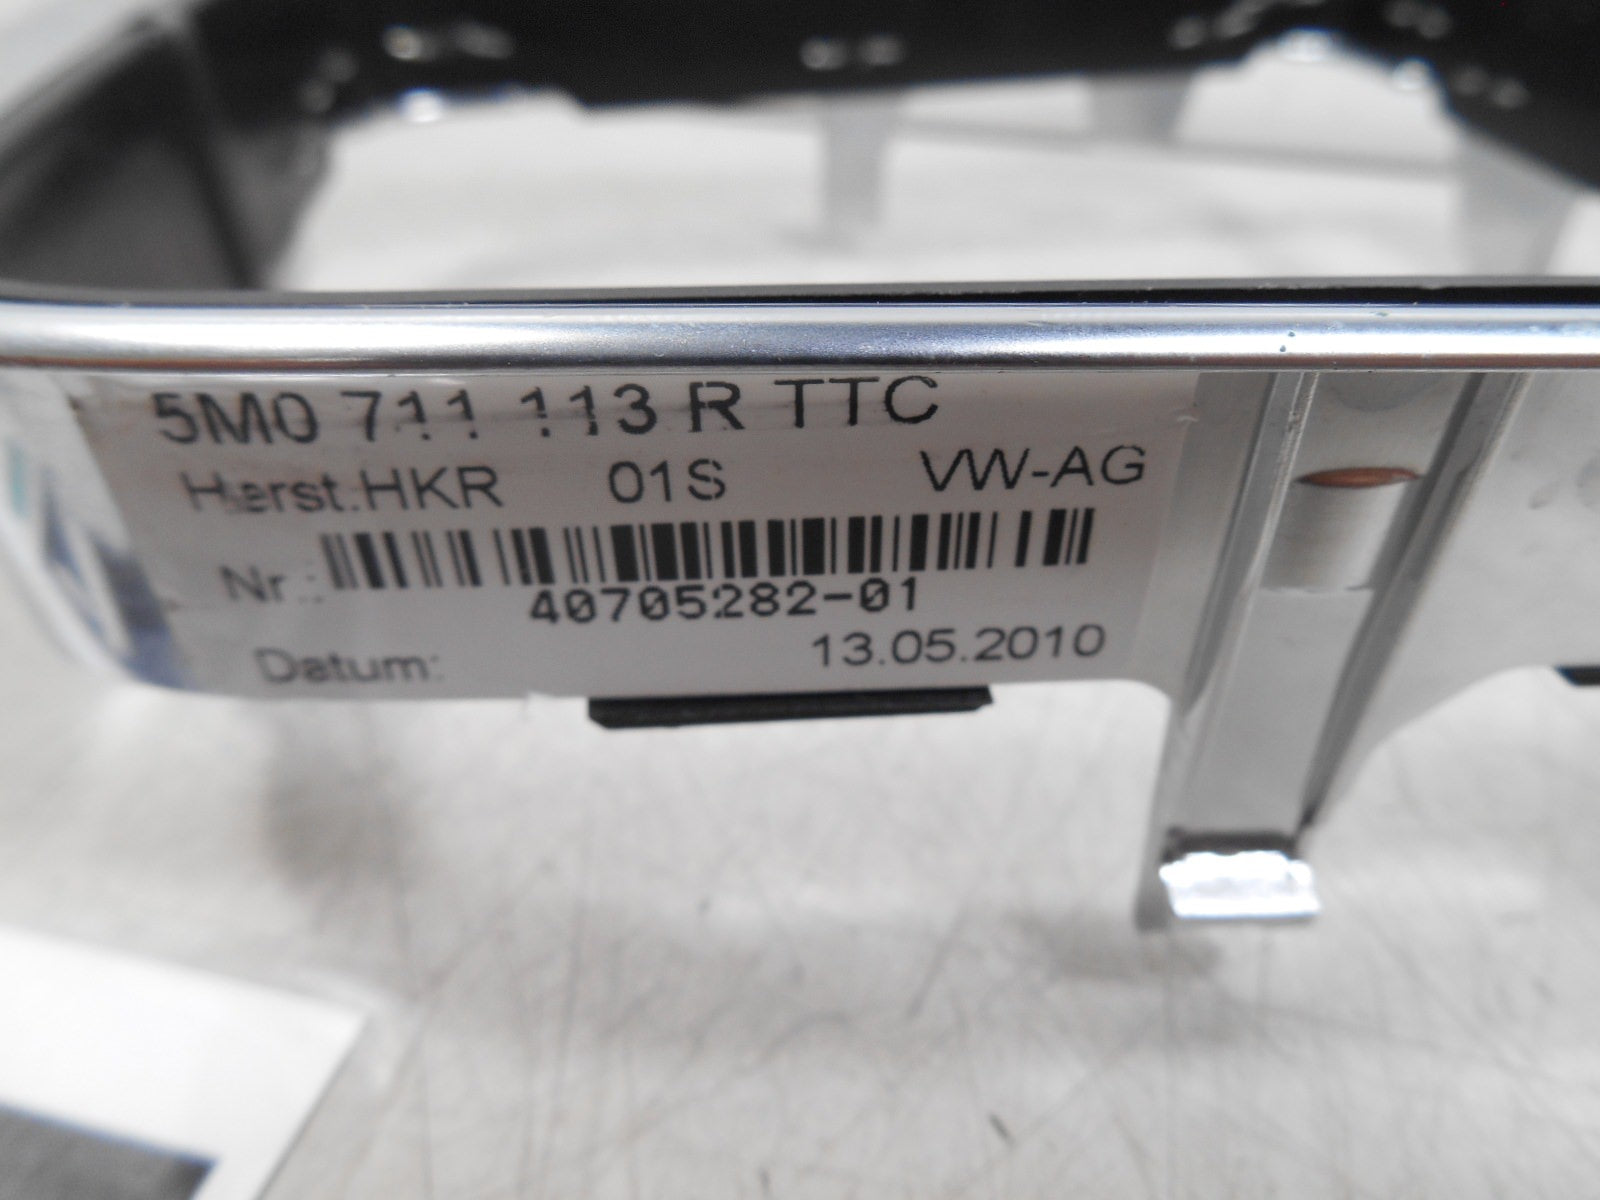 5M0 711 113 R TTC
Herst.:HKR 01S VW-AG
Nr.:
40705282-01
Datum: 13.05.2010